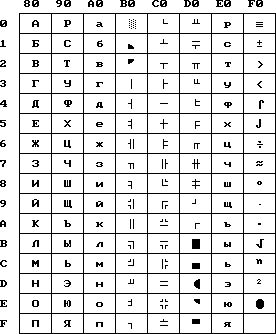 80 90 A0 B0 C0 D0 E0 F0
0 А Р а ░ └ ╨ р ≡
1 Б С б ◣ ┴ ╤ с ±
2 В Т в ◤ ┬ ╥ т >
3 Г У г │ ├ ╙ у <
4 Д Ф д ┤ ─ ╘ ф ⌠
5 Е Х е ╡ ┼ ╒ х ⌡
6 Ж Ц ж ╢ ╞ ╓ ц ÷
7 З Ч з ╖ ╟ ╫ ч ≈
8 И Ш и ╕ ╚ ╪ ш °
9 Й Щ й ╣ ╔ ┘ щ ·
A К Ъ к ║ ╩ ┌ ъ ·
B Л Ы л ╗ ╦ █ ы √
C М Ь м ╝ ╠ ▄ ь ⁿ
D Н Э н ╜ ═ ◖ э ²
E О Ю о ╛ ╬ ◥ ю ●
F П Я п ┐ ╧ я